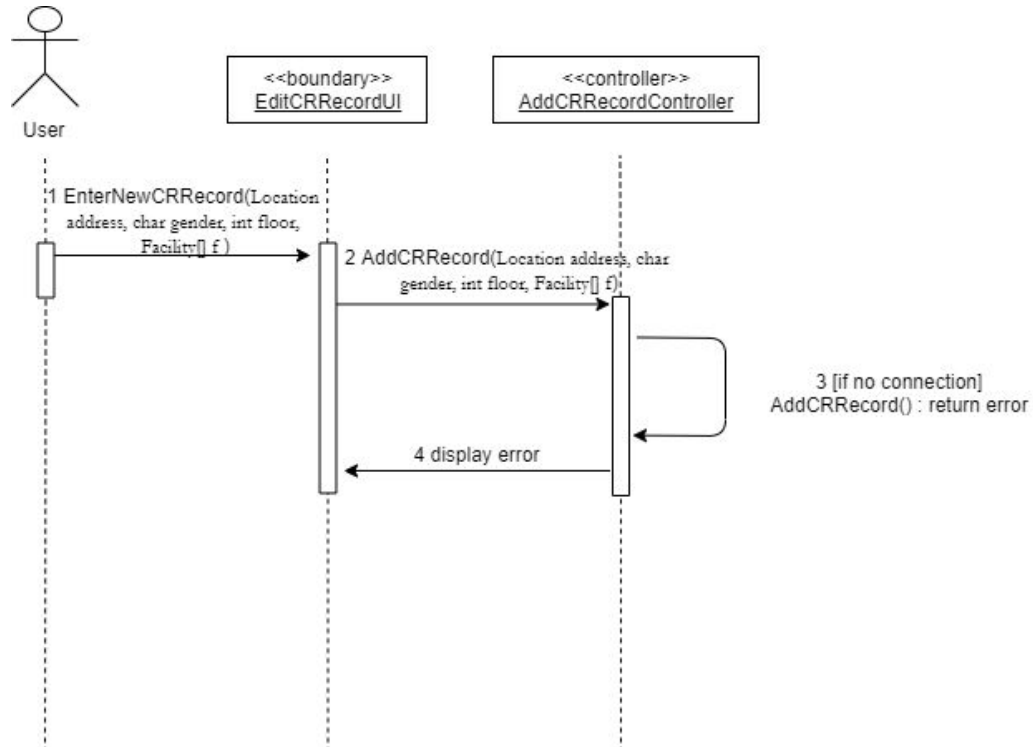 User
<<boundary>>
EditCRRecordUI
<<controller>>
AddCRRecordController
1 EnterNewCRRecord(Location
address, char gender, int floor,
Facility[] f )
2 AddCRRecord(Location address, char
gender, int floor, Facility[] f)
3 [if no connection]
AddCRRecord() : return error
4 display error